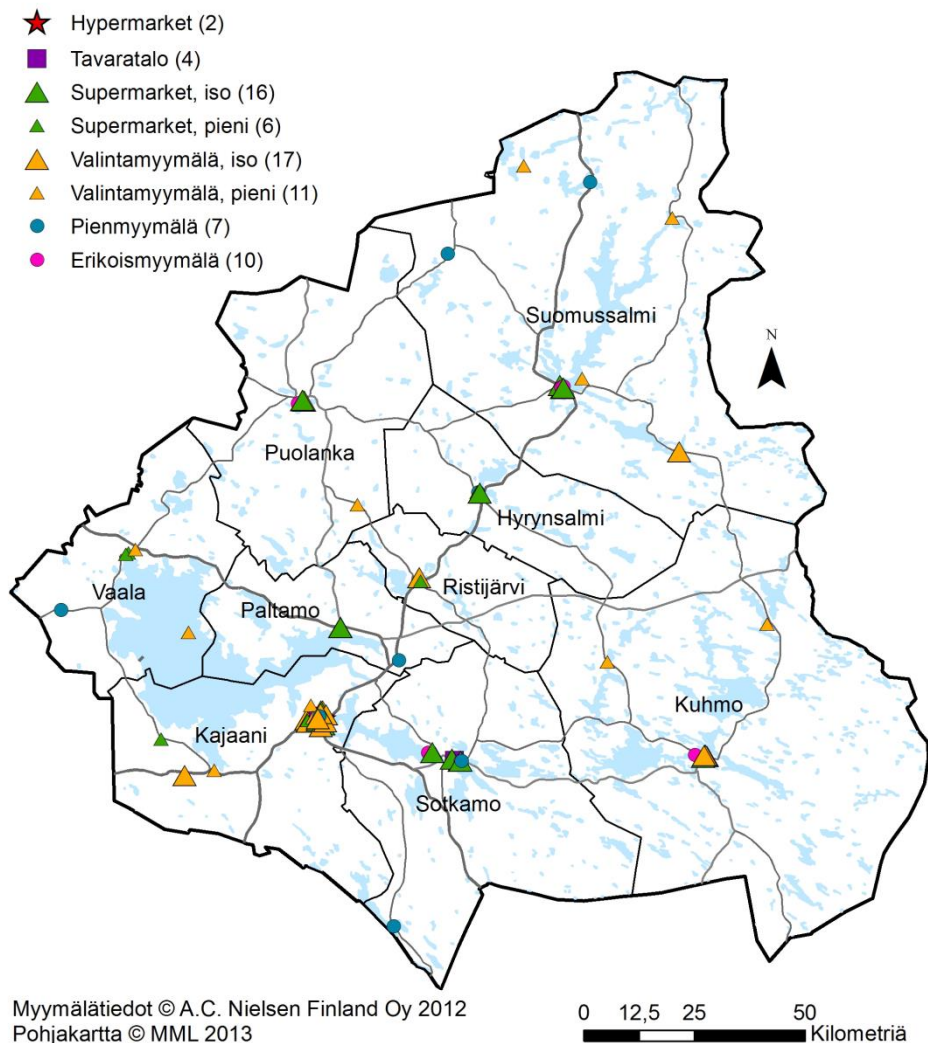 Hypermarket (2)
Tavaratalo (4)
Supermarket, iso (16)
Supermarket, pieni (6)
Valintamyymälä, iso (17)
Valintamyymälä, pieni (11)
Pienmyymälä (7)
Erikoismyymälä (10)
Suomussalmi
N
Puolanka
Hyrynsalmi
Ristijärvi
Vaala
Paltamo
Kuhmo
Kajaani
Sotkamo
Myymälätiedot © A.C. Nielsen Finland Oy 2012
Pohjakartta © MML 2013
0 12,5 25 50
Kilometriä